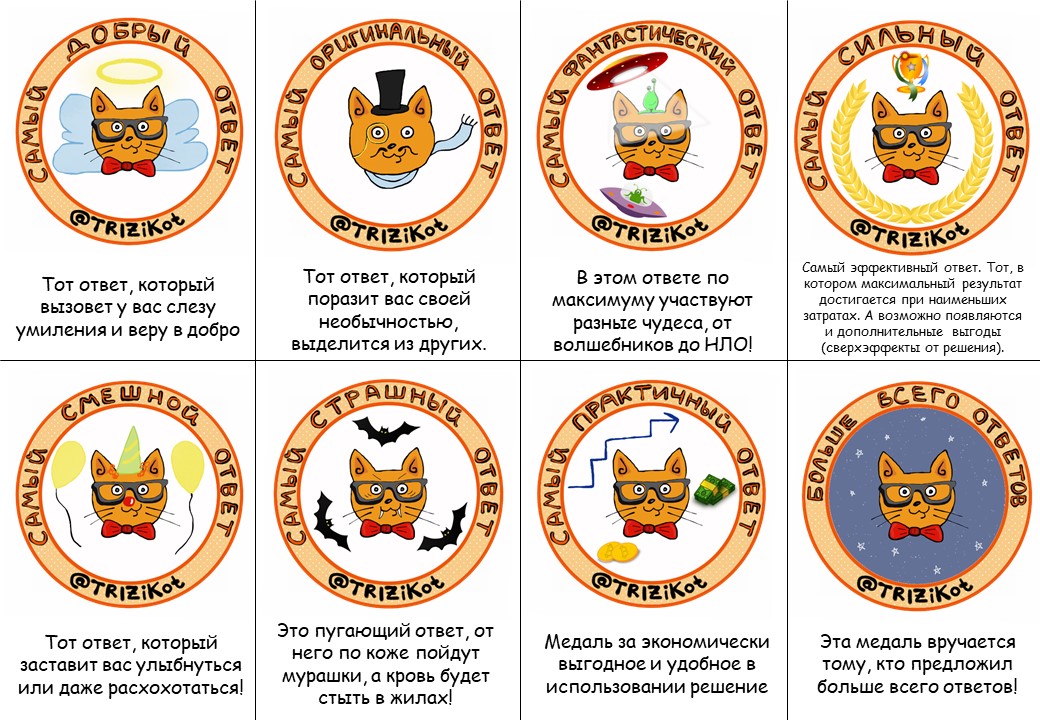 САМЫЙ ДОБРЫЙ ОТВЕТ
@TRIZiKot
Тот ответ, который
вызовет у вас слезу
умиления и веру в добро
САМЫЙ ОРИГИНАЛЬНЫЙ ОТВЕТ
Тот ответ, который
поразит вас своей
необычностью,
выделится из других.
САМЫЙ ФАНТАСТИЧЕСКИЙ ОТВЕТ
@TRIZiKot
В этом ответе по
максимуму участвуют
разные чудеса, от
волшебников до НЛО!
САМЫЙ СИЛЬНЫЙ ОТВЕТ
@TRIZiKot
Самый эффективный ответ. Тот, в
котором максимальный результат
достигается при наименьших
затратах. А возможно появляются
и дополнительные выгоды
(сверхэффекты от решения).
САМЫЙ СМЕШНОЙ ОТВЕТ
@TRIZiKot
Тот ответ, который
заставит вас улыбнуться
или даже расхохотаться!
САМЫЙ СТРАШНЫЙ ОТВЕТ
@TRIZiKot
Это пугающий ответ, от
него по коже пойдут
мурашки, а кровь будет
стыть в жилах!
САМЫЙ ПРАКТИЧНЫЙ ОТВЕТ
@TRIZiKot
Медаль за экономически
выгодное и удобное в
использовании решение
БОЛЬШЕ ВСЕГО ОТВЕТОВ
@TRIZiKot
Эта медаль вручается
тому, кто предложил
больше всего ответов!